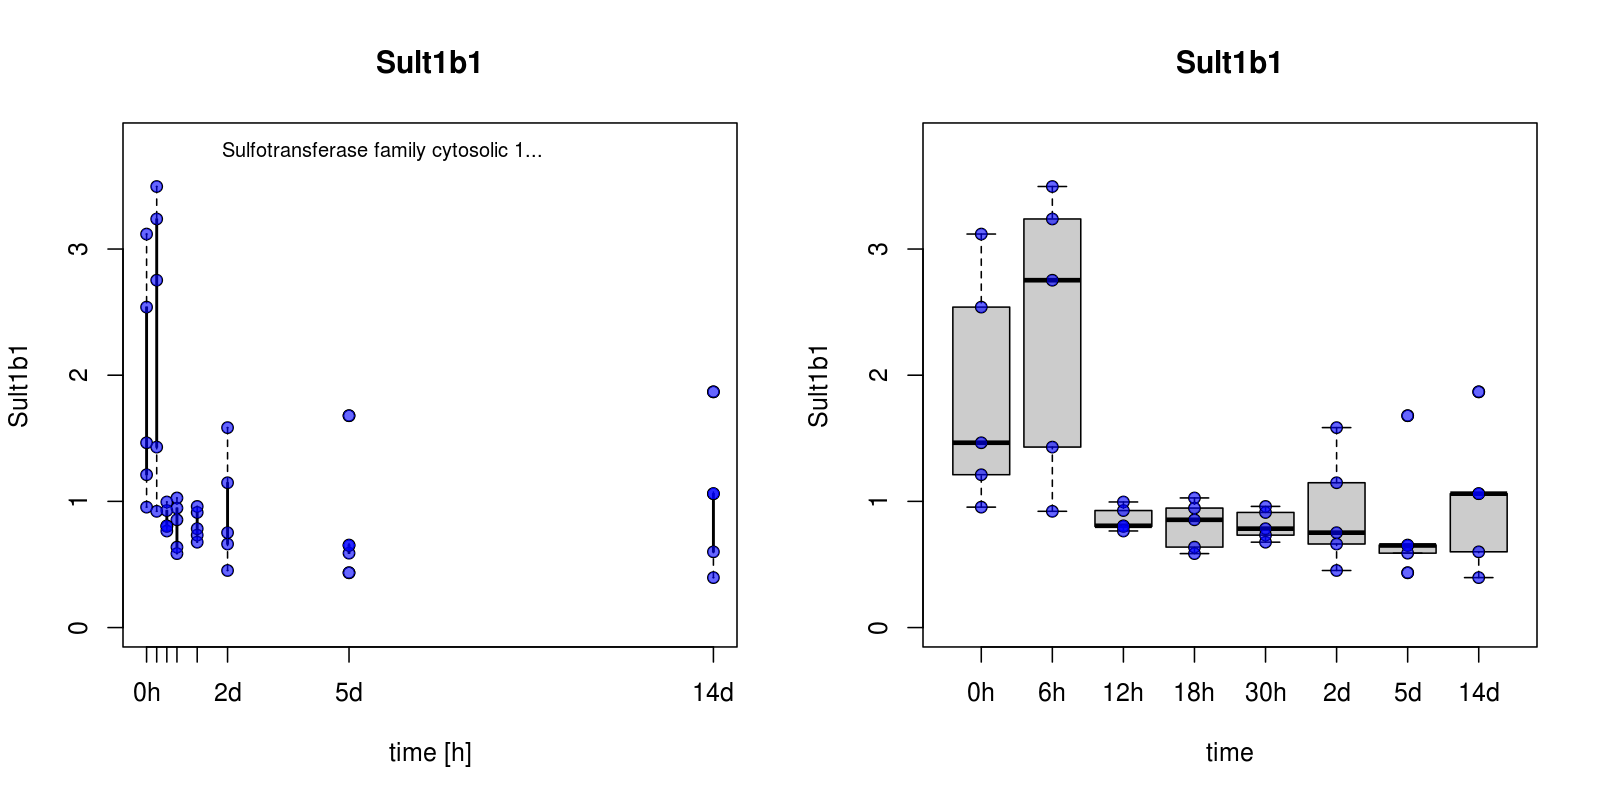 Sult1b1
Sulfotransferase family cytosolic 1...
Sult1b1
0 1 2 3
0h 2d 5d 14d
time [h]
Sult1b1
Sult1b1
0 1 2 3
0h 6h 12h 18h 30h 2d 5d 14d
time